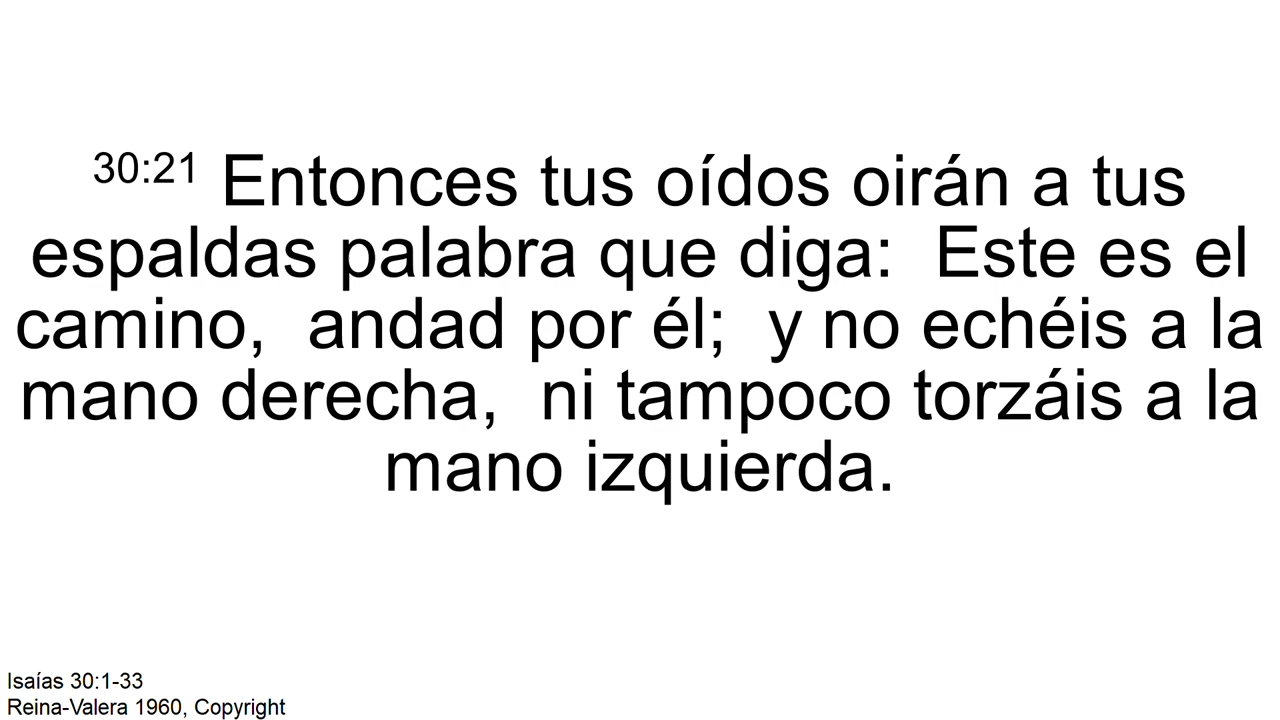 30:21 Entonces tus oídos oirán a tus
espaldas palabra que diga:  Este es el
camino,  andad por él;  y no echéis a la
mano derecha,  ni tampoco torzáis a la
mano izquierda.
Isaías 30:1-33
Reina-Valera 1960, Copyright